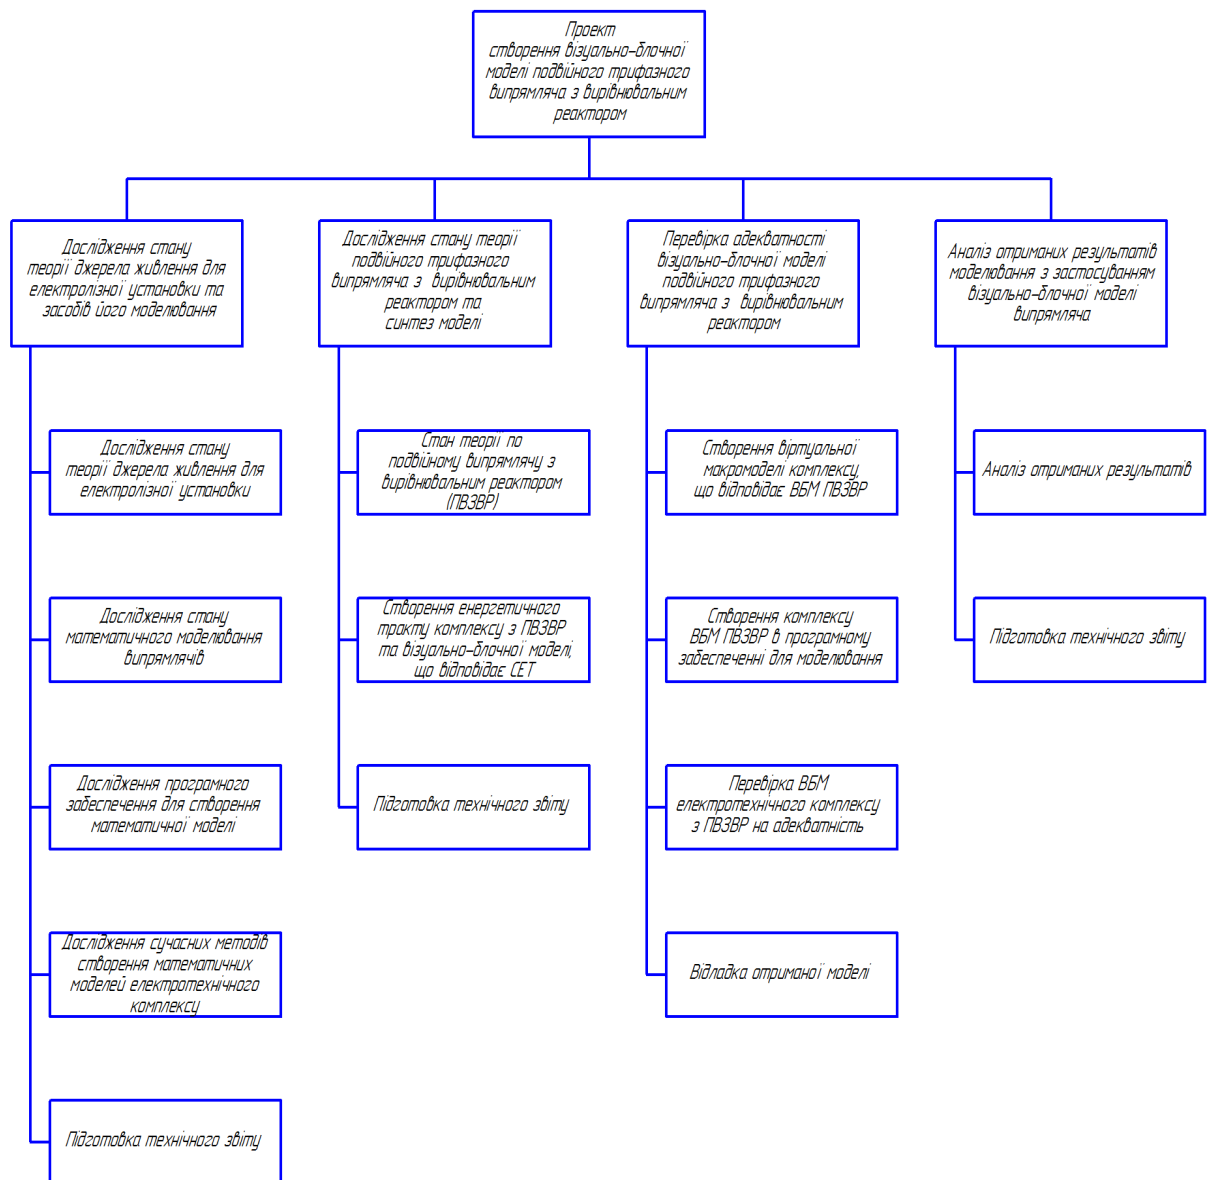 Проект
створення візуально-блочної
моделі подвійного трифазного
випрямляча з вирівнювальним
реактором
Дослідження стану
теорії джерела живлення для
електролізної установки та
засобів його моделювання
Дослідження стану теорії
подвійного трифазного
випрямляча з вирівнювальним
реактором та
синтез моделі
Перевірка адекватності
візуально-блочної моделі
подвійного трифазного
випрямляча з вирівнювальним
реактором
Аналіз отриманих результатів
моделювання з застосуванням
візуально-блочної моделі
випрямляча
Дослідження стану
теорії джерела живлення для
електролізної установки
Дослідження стану
математичного моделювання
випрямлячів
Дослідження програмного
забеспечення для створення
математичної моделі
Дослідження сучасних методів
створення математичних
моделей електротехнічного
комплексу
Підготовка технічного звіту
Стан теорії по
подвійному випрямлячу з
вирівнювальним реактором
(ПВЗВР)
Створення енергетичного
тракту комплексу з ПВЗВР
та візуально-блочної моделі,
що відповідає СЕТ
Підготовка технічного звіту
Створення віртуальної
макромоделі комплексу,
що відповідає ВБМ ПВЗВР
Створення комплексу
ВБМ ПВЗВР в програмному
забеспеченні для моделювання
Перевірка ВБМ
електротехнічного комплексу
з ПВЗВР на адекватність
Відладка отриманої моделі
Аналіз отриманих результатів
Підготовка технічного звіту